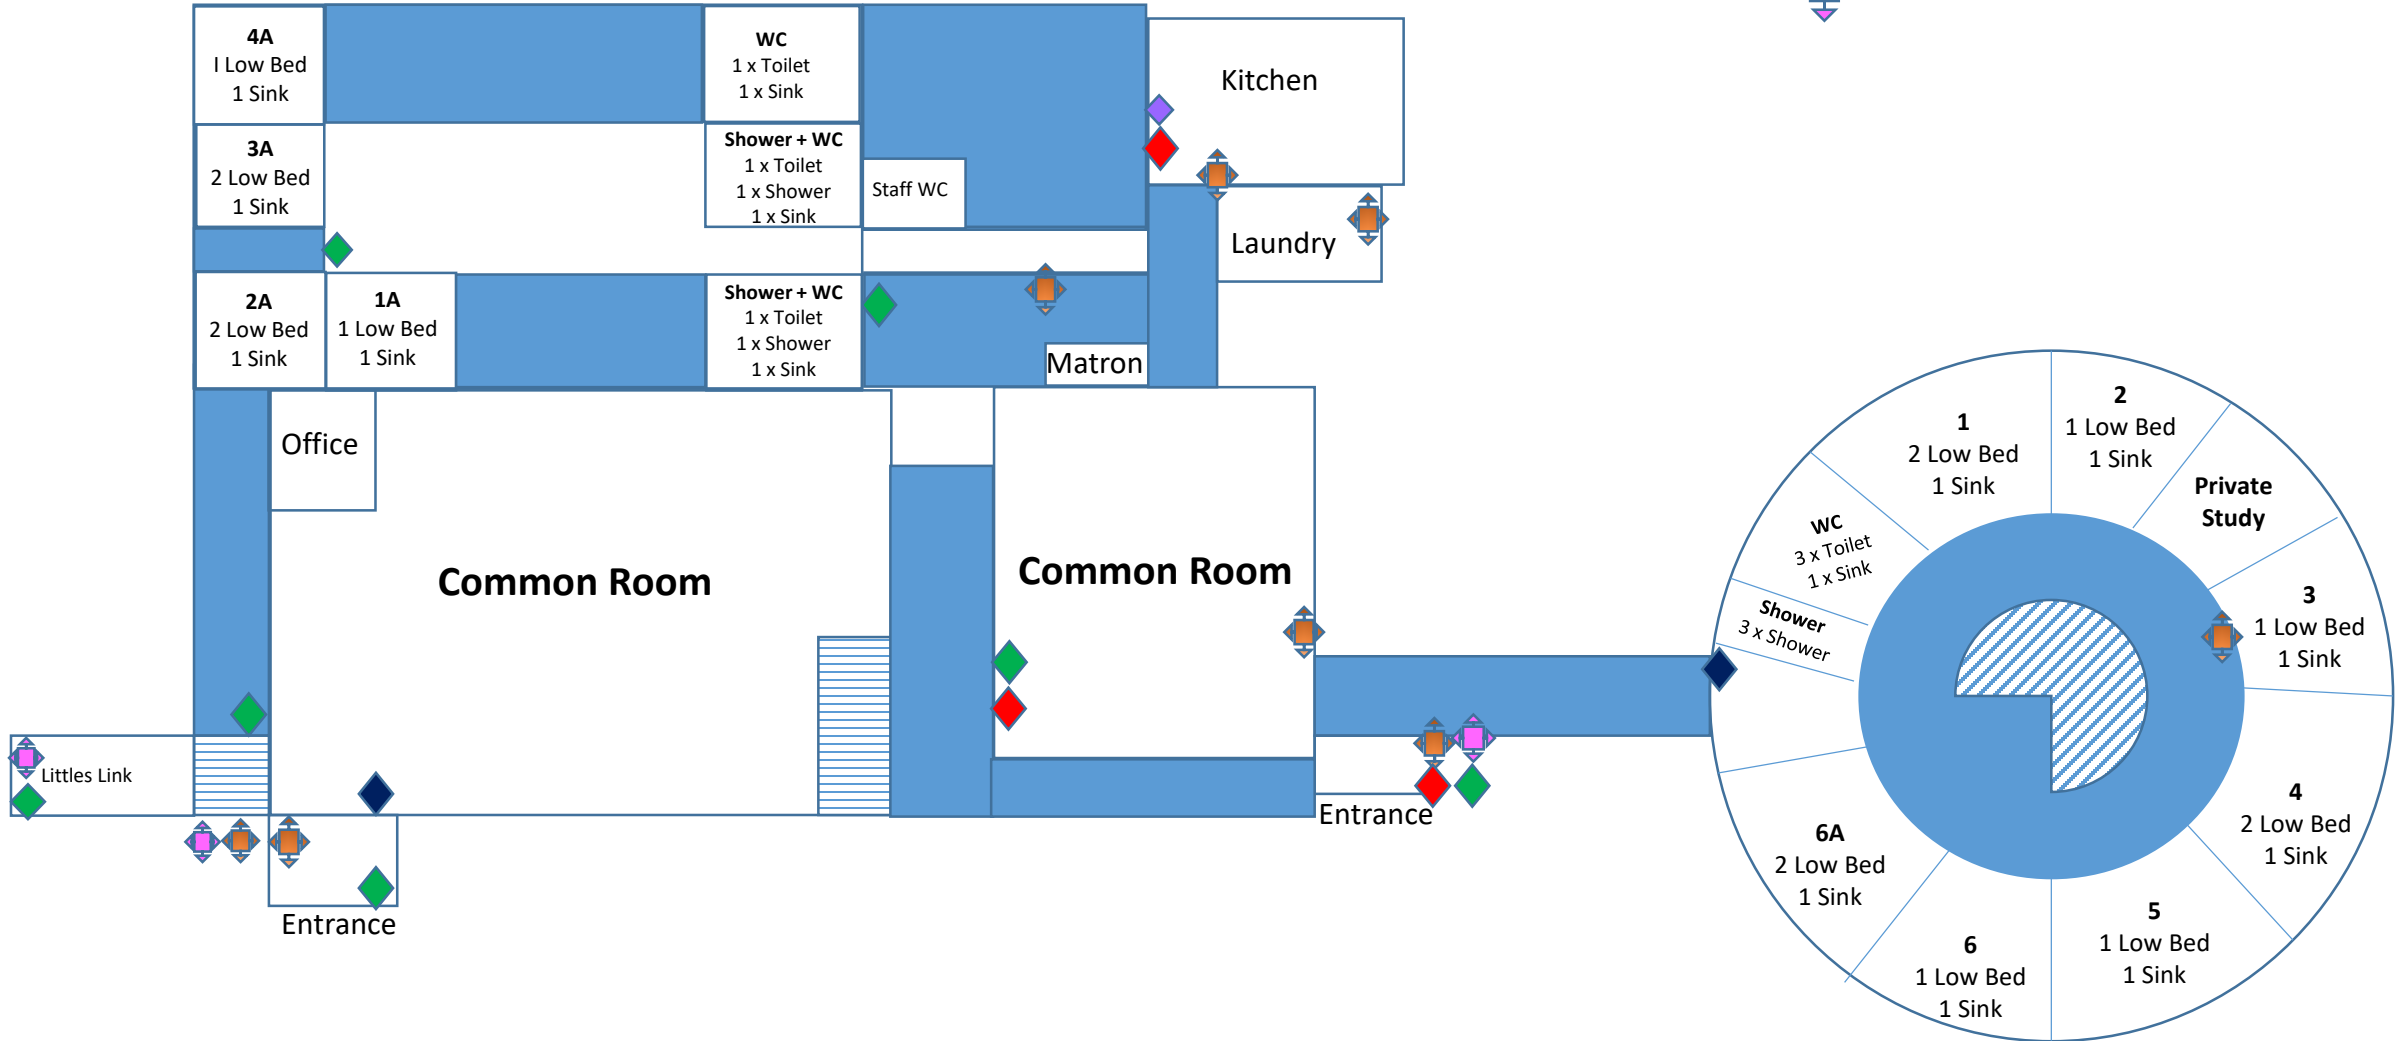 4A
I Low Bed
1 Sink
WC
1 x Toilet
1 x Sink
Kitchen
3A
2 Low Bed
1 Sink
Shower + WC
1 x Toilet
1 x Shower
1 x Sink
Staff WC
Laundry
2A
2 Low Bed
1 Sink
1A
1 Low Bed
1 Sink
Shower + WC
1 x Toilet
1 x Shower
1 x Sink
Matron
Office
Common Room
Common Room
Littles Link
Entrance
Entrance
1
2 Low Bed
1 Sink
2
1 Low Bed
1 Sink
Private
Study
WC
3 x Toilet
1 x Sink
Shower
3 x Shower
3
1 Low Bed
1 Sink
4
2 Low Bed
1 Sink
6A
2 Low Bed
1 Sink
5
1 Low Bed
1 Sink
6
1 Low Bed
1 Sink